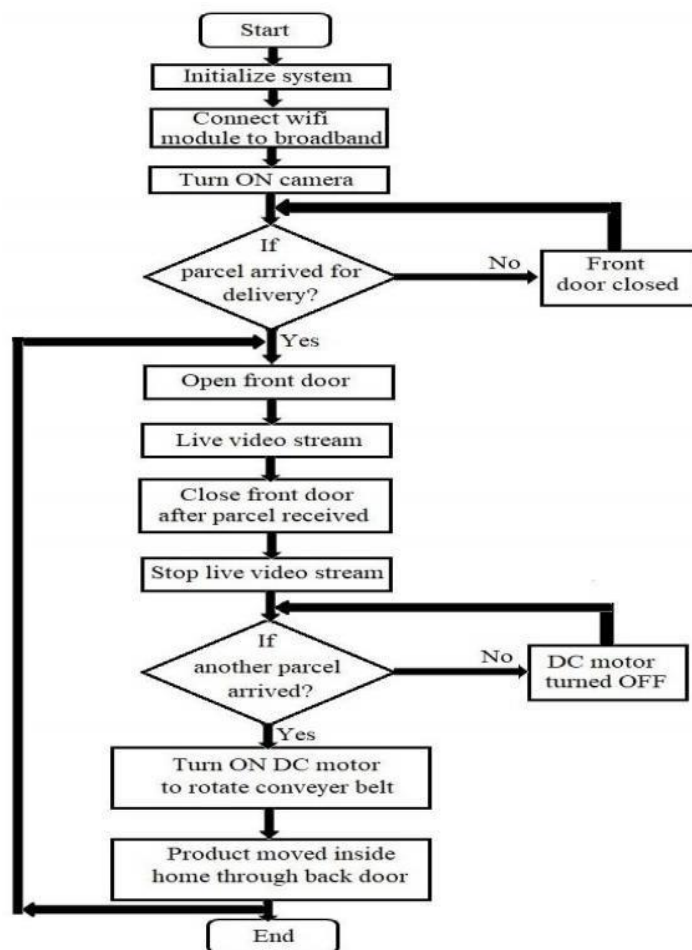 Start
Initialize system
Connect wifi
module to broadband
Turn ON camera
If
parcel arrived for
delivery?
No
Front
door closed
Yes
Open front door
Live video stream
Close front door
after parcel received
Stop live video stream
If
another parcel
arrived?
No
DC motor
turned OFF
Yes
Turn ON DC motor
to rotate conveyer belt
Product moved inside
home through back door
End